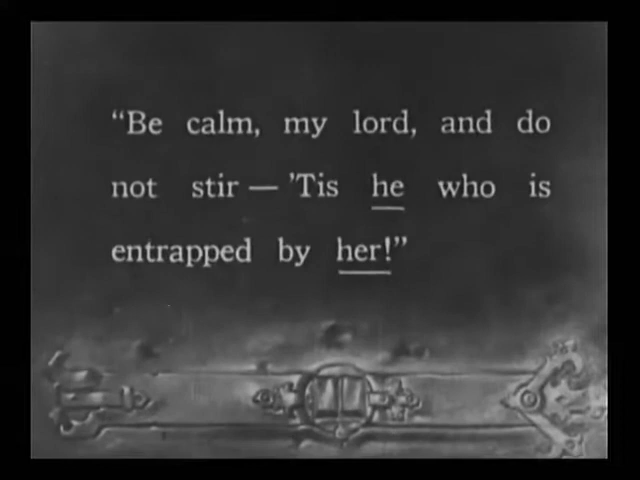 “Be calm, my lord, and do
not stir — ’Tis he who is
entrapped by her!”